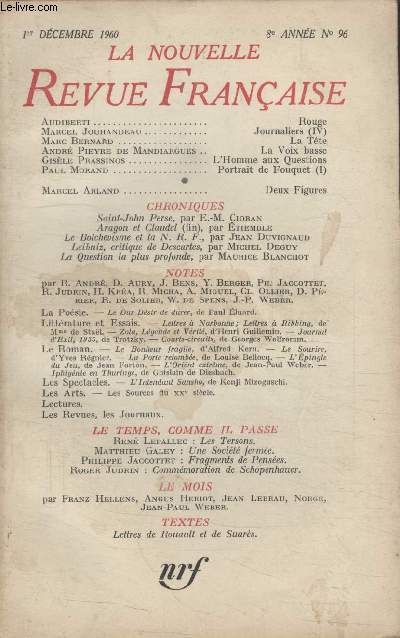 le-livre.com
1er DÉCEMBRE 1960 8e ANNÉE No 96
LA NOUVELLE
REVUE FRANÇAISE
AUDIBERTI ....................... Rouge
MARCEL JOUHANDEAU ............. Journaliers (IV)
MARC BERNARD .................. La Tête
ANDRÉ PIEYRE DE MANDIARGUES .. La Voix basse
GISÈLE PRASSINOS .............. L'Homme aux Questions
PAUL MORAND ................... Portrait de Fouquet (I)
•
MARCEL ARLAND ................. Deux Figures
CHRONIQUES
Saint-John Perse, par E.-M. CIORAN
Aragon et Claudel (fin), par ÉTIEMBLE
Le Bolchevisme et la N. R. F., par JEAN DUVIGNAUD
Leibniz, critique de Descartes, par MICHEL DEGUY
La Question la plus profonde, par MAURICE BLANCHOT
NOTES
par R. ANDRÉ, D. AURY, J. BENS, Y. BERGER, PH. JACCOTTET,
R. JUDRIN, H. KRÉA, R. MICHA, A. MIGUEL, CL. OLLIER, D. PÉ-
RIER, R. DE SOLIER, W. DE SPENS, J.-P. WEBER.
La Poésie. — Le Dur Désir de durer, de Paul Éluard.
Littérature et Essais. — Lettres à Narbonne; Lettres à Ribbing, de
Mme de Staël. — Zola, Légende et Vérité, d'Henri Guillemin. — Journal
d'Exil, 1935, de Trotzky. — Courts-circuits, de Georges Wolfromm.
Le Roman. — Le Bonheur fragile, d'Alfred Kern. — Le Sourire,
d'Yves Régnier. — La Porte retombée, de Louise Bellocq. — L'Épingle
du Jeu, de Jean Forton. — L'Orient extrême, de Jean-Paul Weber. —
Iphigénie en Thuringe, de Ghislain de Diesbach.
Les Spectacles. — L'Intendant Sansho, de Kenji Mizoguchi.
Les Arts. — Les Sources du XXe siècle.
Lectures.
Les Revues, les Journaux.
LE TEMPS, COMME IL PASSE
RENÉ LEPALLEC : Les Tersons.
MATTHIEU GALEY : Une Société fermée.
PHILIPPE JACCOTTET : Fragments de Pensées.
ROGER JUDRIN : Commémoration de Schopenhauer.
LE MOIS
par FRANZ HELLENS, ANGUS HERIOT, JEAN LEBRAU, NORGE,
JEAN-PAUL WEBER.
TEXTES
Lettres de Rouault et de Suarès.
nrf